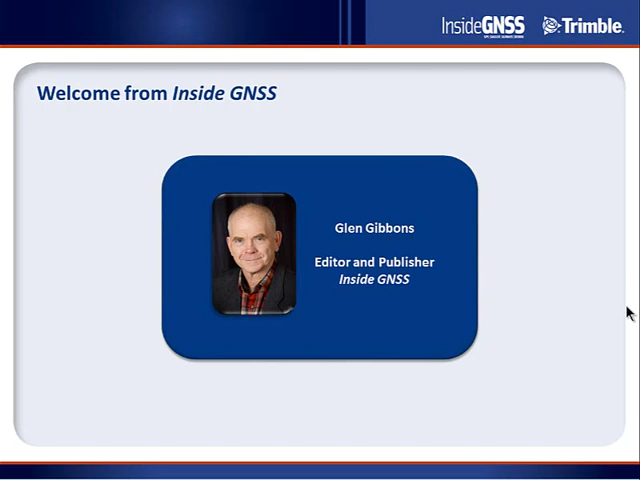 InsideGNSS
Trimble.
Welcome from Inside GNSS
Glen Gibbons
Editor and Publisher
Inside GNSS